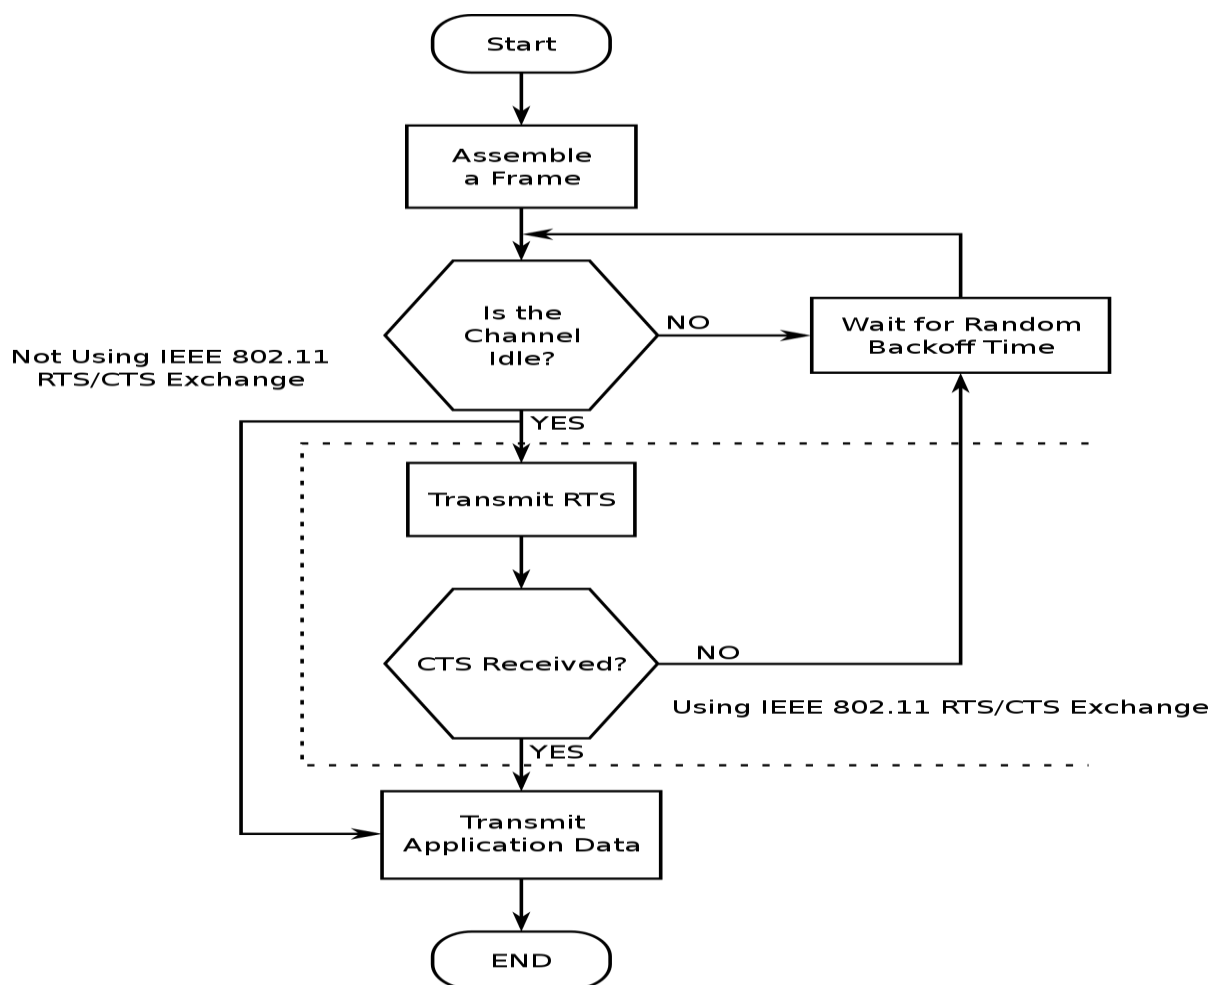 Start
Assemble
a Frame
Is the
Channel
Idle?
NO
Wait for Random
Backoff Time
Not Using IEEE 802.11
RTS/CTS Exchange
YES
Transmit RTS
CTS Received?
NO
Using IEEE 802.11 RTS/CTS Exchange
YES
Transmit
Application Data
END